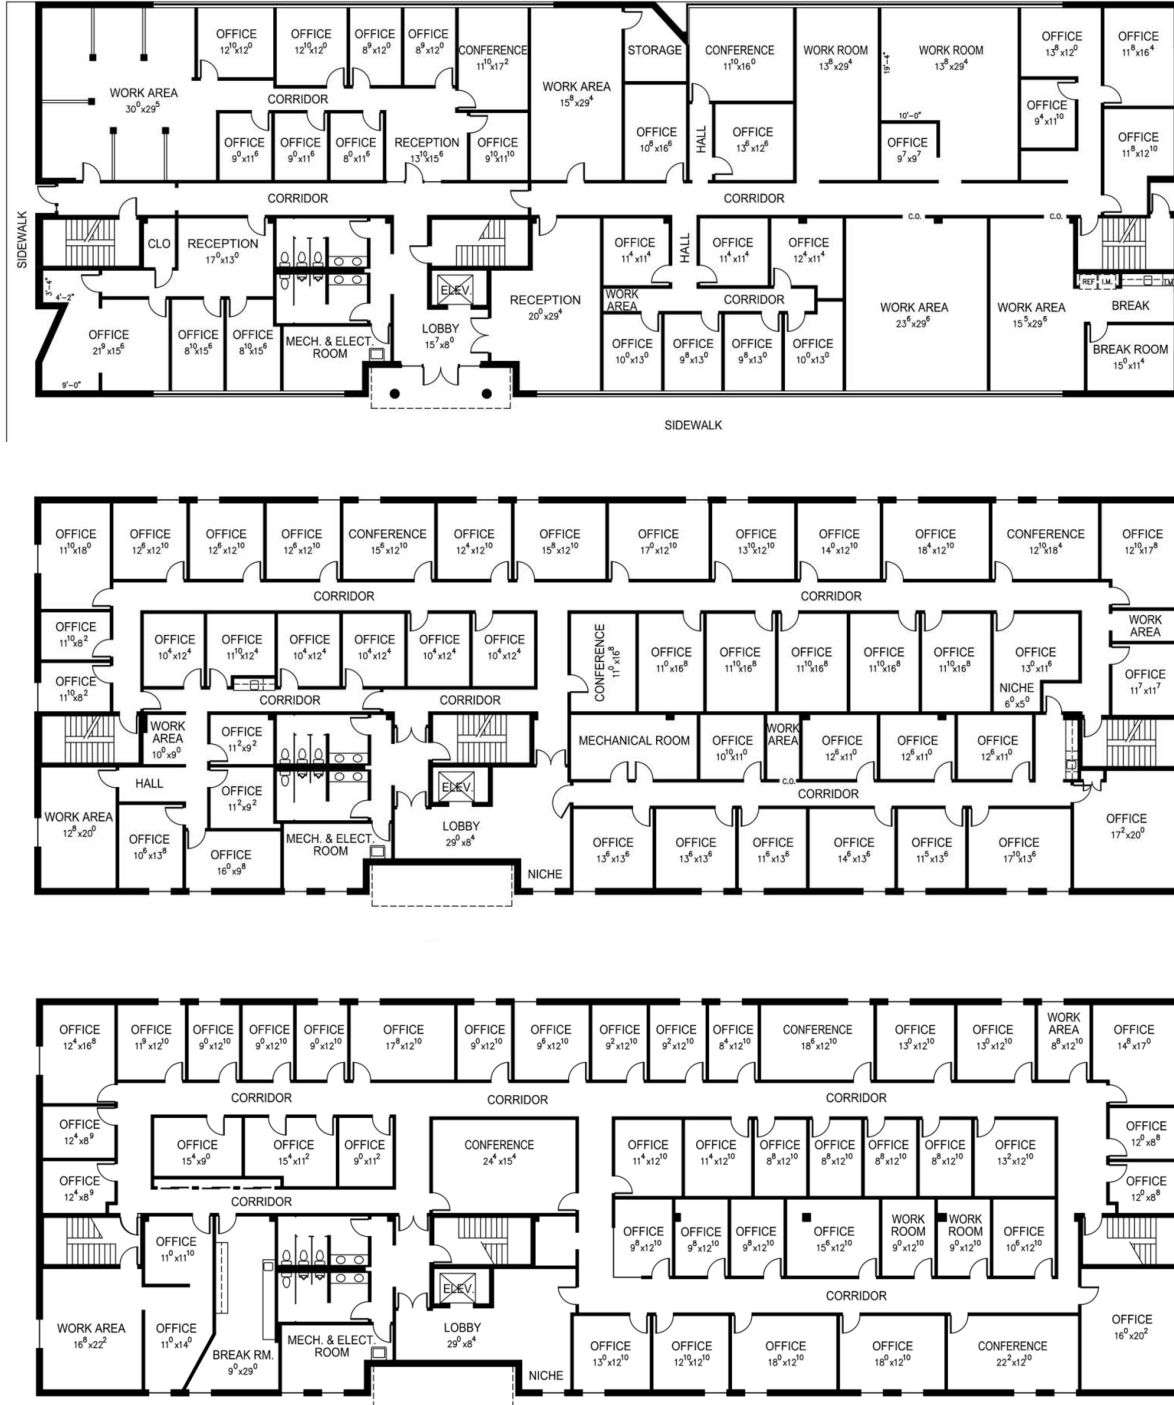 OFFICE
12¹⁰x12⁰
OFFICE
12¹⁰x12⁰
OFFICE
8⁹x12⁰
OFFICE
8⁹x12⁰
CONFERENCE
11¹⁰x17²
WORK AREA
30⁰x29⁵
CORRIDOR
OFFICE
9⁰x11⁶
OFFICE
9⁰x11⁶
OFFICE
8⁰x11⁶
RECEPTION
13¹⁰x15⁶
OFFICE
9¹⁰x11¹⁰
WORK AREA
15⁸x29⁴
STORAGE
OFFICE
10⁸x16⁶
CONFERENCE
11¹⁰x16⁰
HALL
OFFICE
13⁶x12⁶
WORK ROOM
13⁸x29⁴
19'-4"
WORK ROOM
13⁸x29⁴
10'-0"
OFFICE
9⁷x9⁷
OFFICE
13⁸x12⁰
OFFICE
9⁴x11¹⁰
OFFICE
11⁸x16⁴
OFFICE
11⁸x12¹⁰
CORRIDOR
CORRIDOR
C.O.
C.O.
SIDEWALK
CLO
RECEPTION
17⁰x13⁰
3'-4"
4'-2"
OFFICE
21⁹x15⁶
9'-0"
OFFICE
8¹⁰x15⁶
OFFICE
8¹⁰x15⁶
MECH. & ELECT.
ROOM
ELEV.
LOBBY
15⁷x8⁰
RECEPTION
20⁰x29⁴
OFFICE
11⁴x11⁴
HALL
OFFICE
11⁴x11⁴
OFFICE
12⁴x11⁴
WORK
AREA
CORRIDOR
OFFICE
10⁰x13⁰
OFFICE
9⁸x13⁰
OFFICE
9⁸x13⁰
OFFICE
10⁰x13⁰
WORK AREA
23⁶x29⁶
WORK AREA
15⁵x29⁶
REF
I.M.
BREAK
BREAK ROOM
15⁰x11⁴
SIDEWALK
OFFICE
11¹⁰x18⁰
OFFICE
12⁶x12¹⁰
OFFICE
12⁶x12¹⁰
OFFICE
12⁶x12¹⁰
CONFERENCE
15⁶x12¹⁰
OFFICE
12⁴x12¹⁰
OFFICE
15⁸x12¹⁰
OFFICE
17⁰x12¹⁰
OFFICE
13¹⁰x12¹⁰
OFFICE
14⁰x12¹⁰
OFFICE
18⁴x12¹⁰
CONFERENCE
12¹⁰x18⁴
OFFICE
12¹⁰x17⁸
CORRIDOR
CORRIDOR
OFFICE
11¹⁰x8²
OFFICE
11¹⁰x8²
OFFICE
10⁴x12⁴
OFFICE
11¹⁰x12⁴
OFFICE
10⁴x12⁴
OFFICE
10⁴x12⁴
OFFICE
10⁴x12⁴
OFFICE
10⁴x12⁴
CONFERENCE
11⁰x16⁸
OFFICE
11⁰x16⁸
OFFICE
11¹⁰x16⁸
OFFICE
11¹⁰x16⁸
OFFICE
11¹⁰x16⁸
OFFICE
11¹⁰x16⁸
OFFICE
13⁰x11⁶
NICHE
6⁰x5⁰
WORK
AREA
OFFICE
11⁷x11⁷
CORRIDOR
CORRIDOR
WORK
AREA
10⁰x9⁰
OFFICE
11²x9²
HALL
OFFICE
11²x9²
WORK AREA
12⁸x20⁰
OFFICE
10⁶x13⁸
OFFICE
16⁰x9⁸
MECH. & ELECT.
ROOM
ELEV.
LOBBY
29⁰x8⁴
NICHE
MECHANICAL ROOM
OFFICE
10¹⁰x11⁰
WORK
AREA
C.O.
OFFICE
12⁶x11⁰
OFFICE
12⁶x11⁰
OFFICE
12⁶x11⁰
CORRIDOR
OFFICE
13⁶x13⁶
OFFICE
13⁶x13⁶
OFFICE
11⁶x13⁶
OFFICE
14⁶x13⁶
OFFICE
11⁵x13⁶
OFFICE
17¹⁰x13⁶
OFFICE
17²x20⁰
OFFICE
12⁴x16⁸
OFFICE
11⁹x12¹⁰
OFFICE
9⁰x12¹⁰
OFFICE
9⁰x12¹⁰
OFFICE
9⁰x12¹⁰
OFFICE
17⁸x12¹⁰
OFFICE
9⁰x12¹⁰
OFFICE
9⁶x12¹⁰
OFFICE
9²x12¹⁰
OFFICE
9²x12¹⁰
OFFICE
8⁴x12¹⁰
CONFERENCE
18⁶x12¹⁰
OFFICE
13⁰x12¹⁰
OFFICE
13⁰x12¹⁰
WORK
AREA
8⁸x12¹⁰
OFFICE
14⁸x17⁰
CORRIDOR
CORRIDOR
CORRIDOR
OFFICE
12⁴x8⁹
OFFICE
12⁴x8⁹
OFFICE
15⁴x9⁰
OFFICE
15⁴x11²
OFFICE
9⁰x11²
CORRIDOR
CONFERENCE
24⁴x15⁴
OFFICE
11⁴x12¹⁰
OFFICE
11⁴x12¹⁰
OFFICE
8⁸x12¹⁰
OFFICE
8⁸x12¹⁰
OFFICE
8⁸x12¹⁰
OFFICE
8⁸x12¹⁰
OFFICE
13²x12¹⁰
OFFICE
12⁰x8⁸
OFFICE
12⁰x8⁸
OFFICE
11⁰x11¹⁰
WORK AREA
16⁸x22²
OFFICE
11⁰x14⁰
BREAK RM.
9⁰x29⁰
MECH. & ELECT.
ROOM
ELEV.
LOBBY
29⁰x8⁴
NICHE
OFFICE
9⁸x12¹⁰
OFFICE
9⁸x12¹⁰
OFFICE
9⁸x12¹⁰
OFFICE
15⁶x12¹⁰
WORK
ROOM
9⁰x12¹⁰
WORK
ROOM
9⁰x12¹⁰
OFFICE
10⁶x12¹⁰
CORRIDOR
OFFICE
13⁰x12¹⁰
OFFICE
12¹⁰x12¹⁰
OFFICE
18⁰x12¹⁰
OFFICE
18⁰x12¹⁰
CONFERENCE
22²x12¹⁰
OFFICE
16⁰x20²